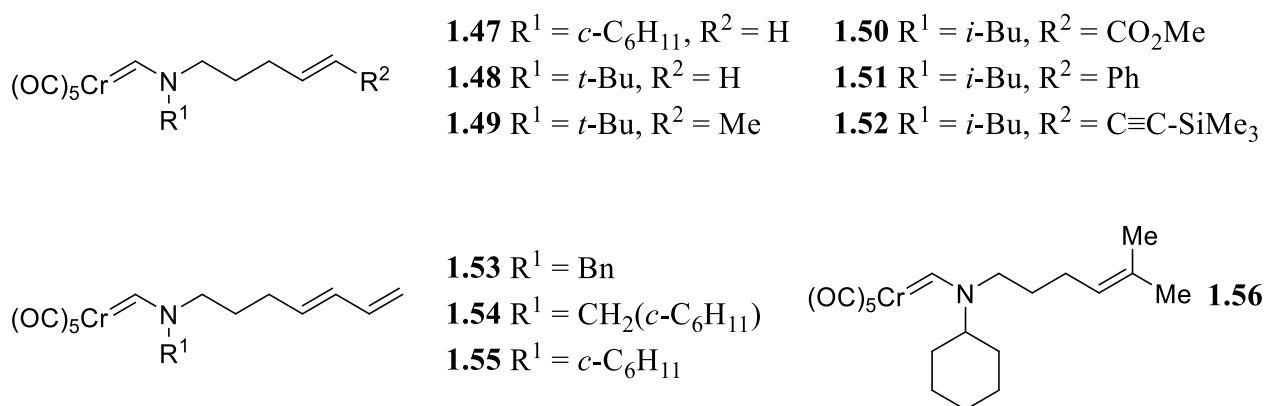 1.47 R¹ = c-C₆H₁₁, R² = H 1.50 R¹ = i-Bu, R² = CO₂Me
1.48 R¹ = t-Bu, R² = H 1.51 R¹ = i-Bu, R² = Ph
1.49 R¹ = t-Bu, R² = Me 1.52 R¹ = i-Bu, R² = C≡C-SiMe₃
(OC)₅Cr N R²
R¹
1.53 R¹ = Bn
1.54 R¹ = CH₂(c-C₆H₁₁)
1.55 R¹ = c-C₆H₁₁
(OC)₅Cr N
R¹
Me
(OC)₅Cr N Me 1.56